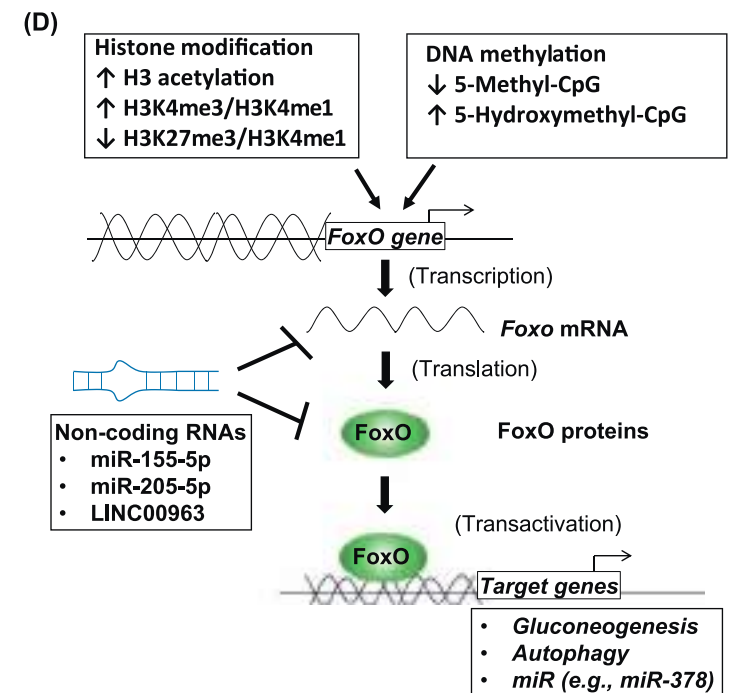 (D)
Histone modification
↑ H3 acetylation
↑ H3K4me3/H3K4me1
↓ H3K27me3/H3K4me1
DNA methylation
↓ 5-Methyl-CpG
↑ 5-Hydroxymethyl-CpG
FoxO gene
(Transcription)
Foxo mRNA
(Translation)
Non-coding RNAs
• miR-155-5p
• miR-205-5p
• LINC00963
FoxO
FoxO proteins
(Transactivation)
FoxO
Target genes
• Gluconeogenesis
• Autophagy
• miR (e.g., miR-378)